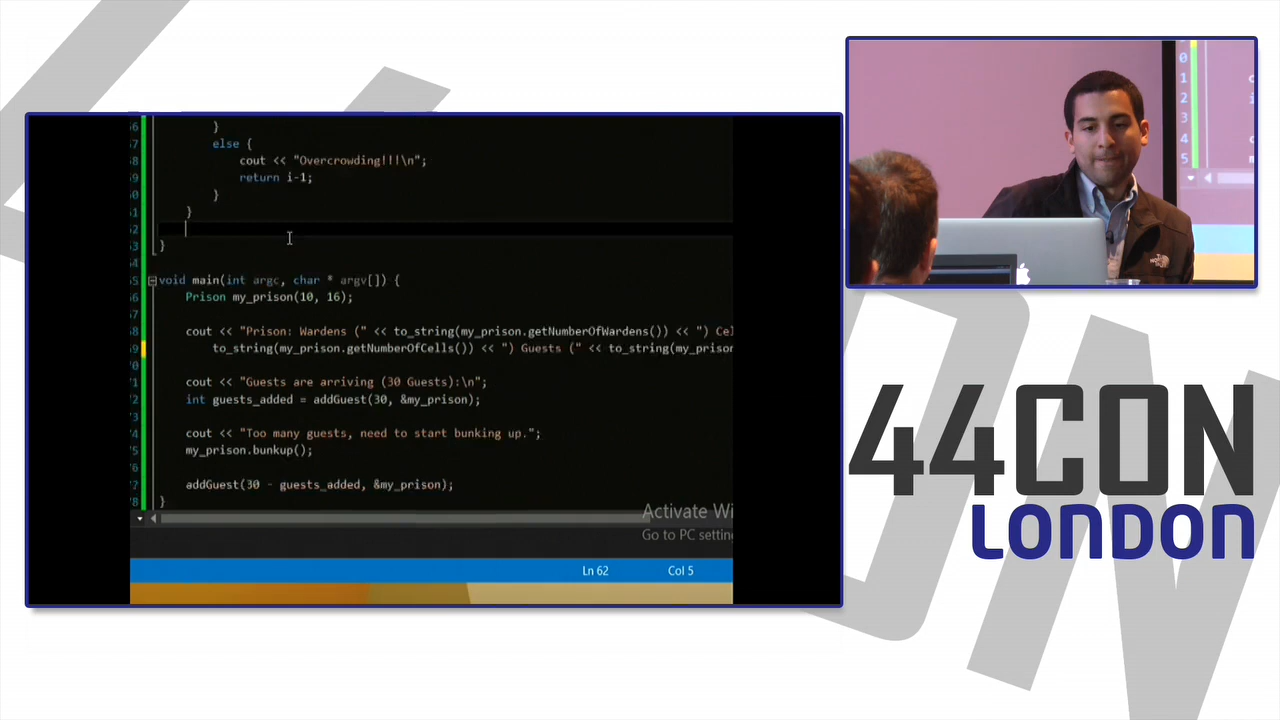 }
else {
cout << "Overcrowding!!!\n";
return i-1;
}
}
}
void main(int argc, char * argv[]) {
Prison my_prison(10, 16);
cout << "Prison: Wardens (" << to_string(my_prison.getNumberOfWardens()) << ") Cel
to_string(my_prison.getNumberOfCells()) << ") Guests (" << to_string(my_prison
cout << "Guests are arriving (30 Guests):\n";
int guests_added = addGuest(30, &my_prison);
cout << "Too many guests, need to start bunking up.";
my_prison.bunkup();
addGuest(30 - guests_added, &my_prison);
}
Activate Wi
Go to PC settin
Ln 62
Col 5
44CON
LONDON